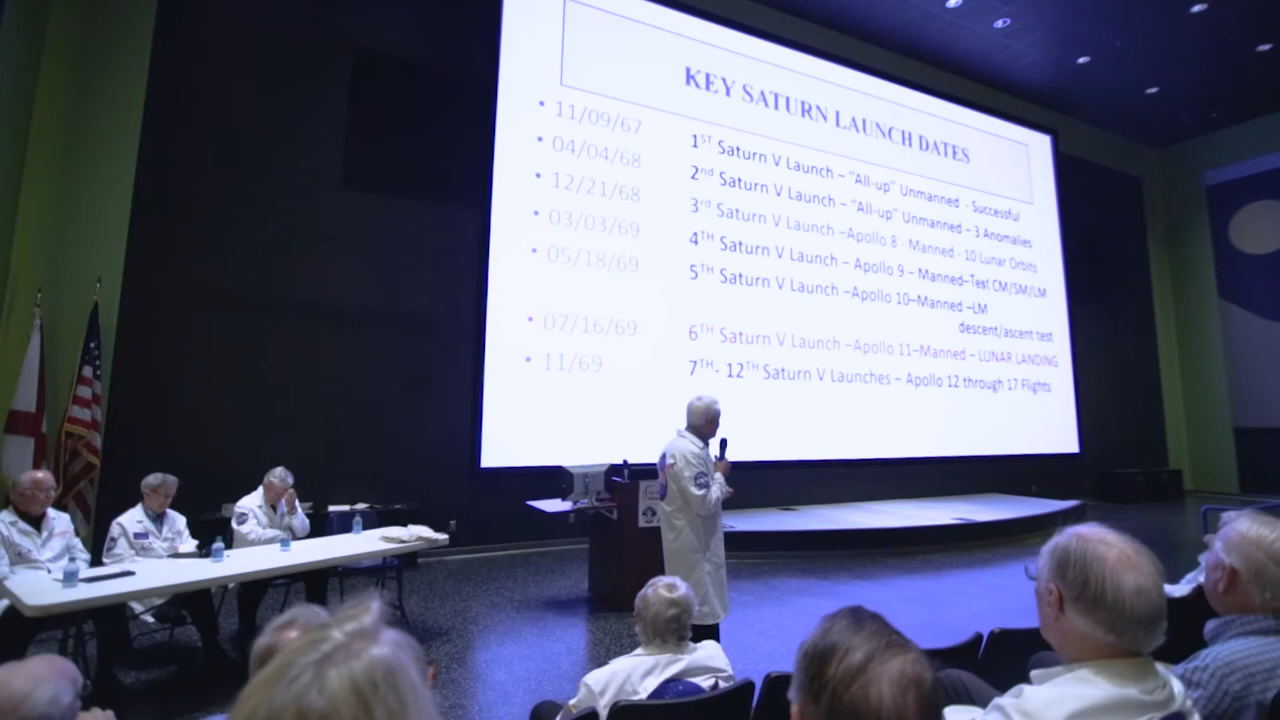 KEY SATURN LAUNCH DATES
• 11/09/67 1ST Saturn V Launch – "All-up" Unmanned - Successful
• 04/04/68 2nd Saturn V Launch – "All-up" Unmanned – 3 Anomalies
• 12/21/68 3rd Saturn V Launch –Apollo 8 - Manned - 10 Lunar Orbits
• 03/03/69 4TH Saturn V Launch – Apollo 9 – Manned–Test CM/SM/LM
• 05/18/69 5TH Saturn V Launch –Apollo 10–Manned –LM
descent/ascent test
• 07/16/69 6TH Saturn V Launch –Apollo 11–Manned – LUNAR LANDING
• 11/69 7TH- 12TH Saturn V Launches – Apollo 12 through 17 Flights